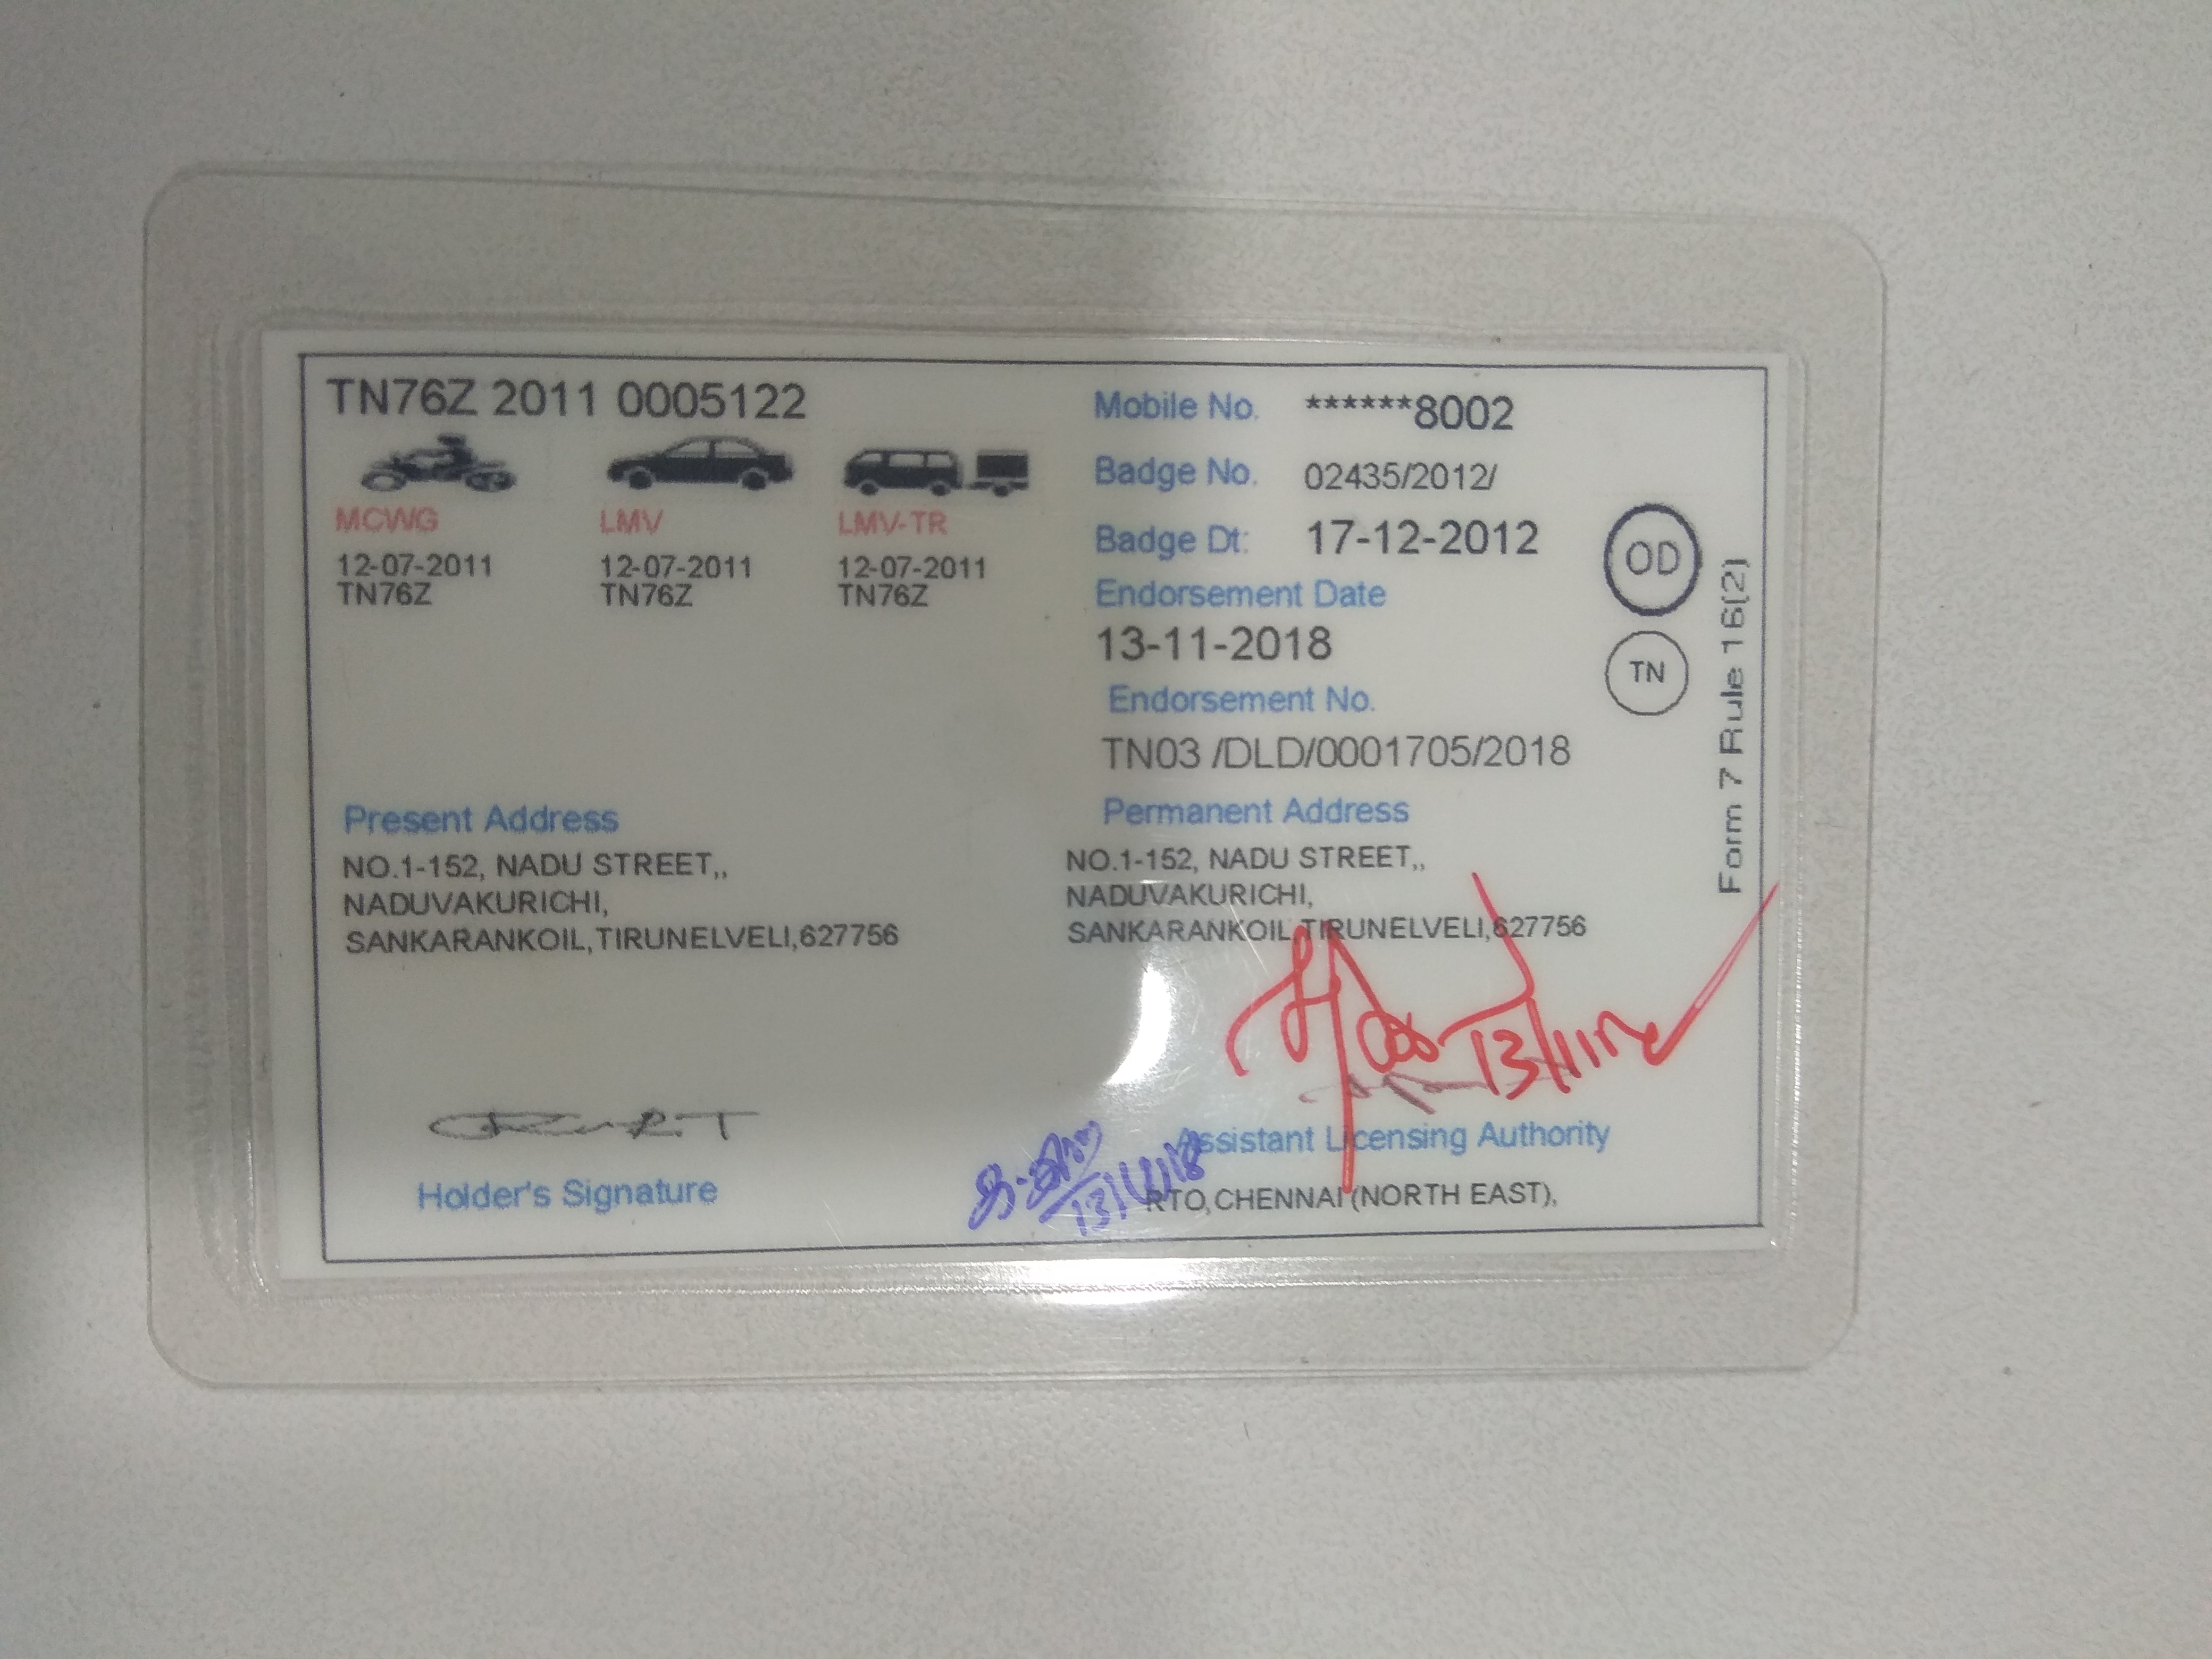 TN76Z 2011 0005122
MCWG LMV LMV-TR
12-07-2011 12-07-2011 12-07-2011
TN76Z TN76Z TN76Z
Mobile No. ******8002
Badge No. 02435/2012/
Badge Dt: 17-12-2012
Endorsement Date
13-11-2018
Endorsement No.
TN03 /DLD/0001705/2018
OD
TN
Form 7 Rule 16(2)
Present Address
NO.1-152, NADU STREET,,
NADUVAKURICHI,
SANKARANKOIL,TIRUNELVELI,627756
Permanent Address
NO.1-152, NADU STREET,,
NADUVAKURICHI,
SANKARANKOIL,TIRUNELVELI,627756
Holder's Signature
Assistant Licensing Authority
RTO,CHENNAI (NORTH EAST),